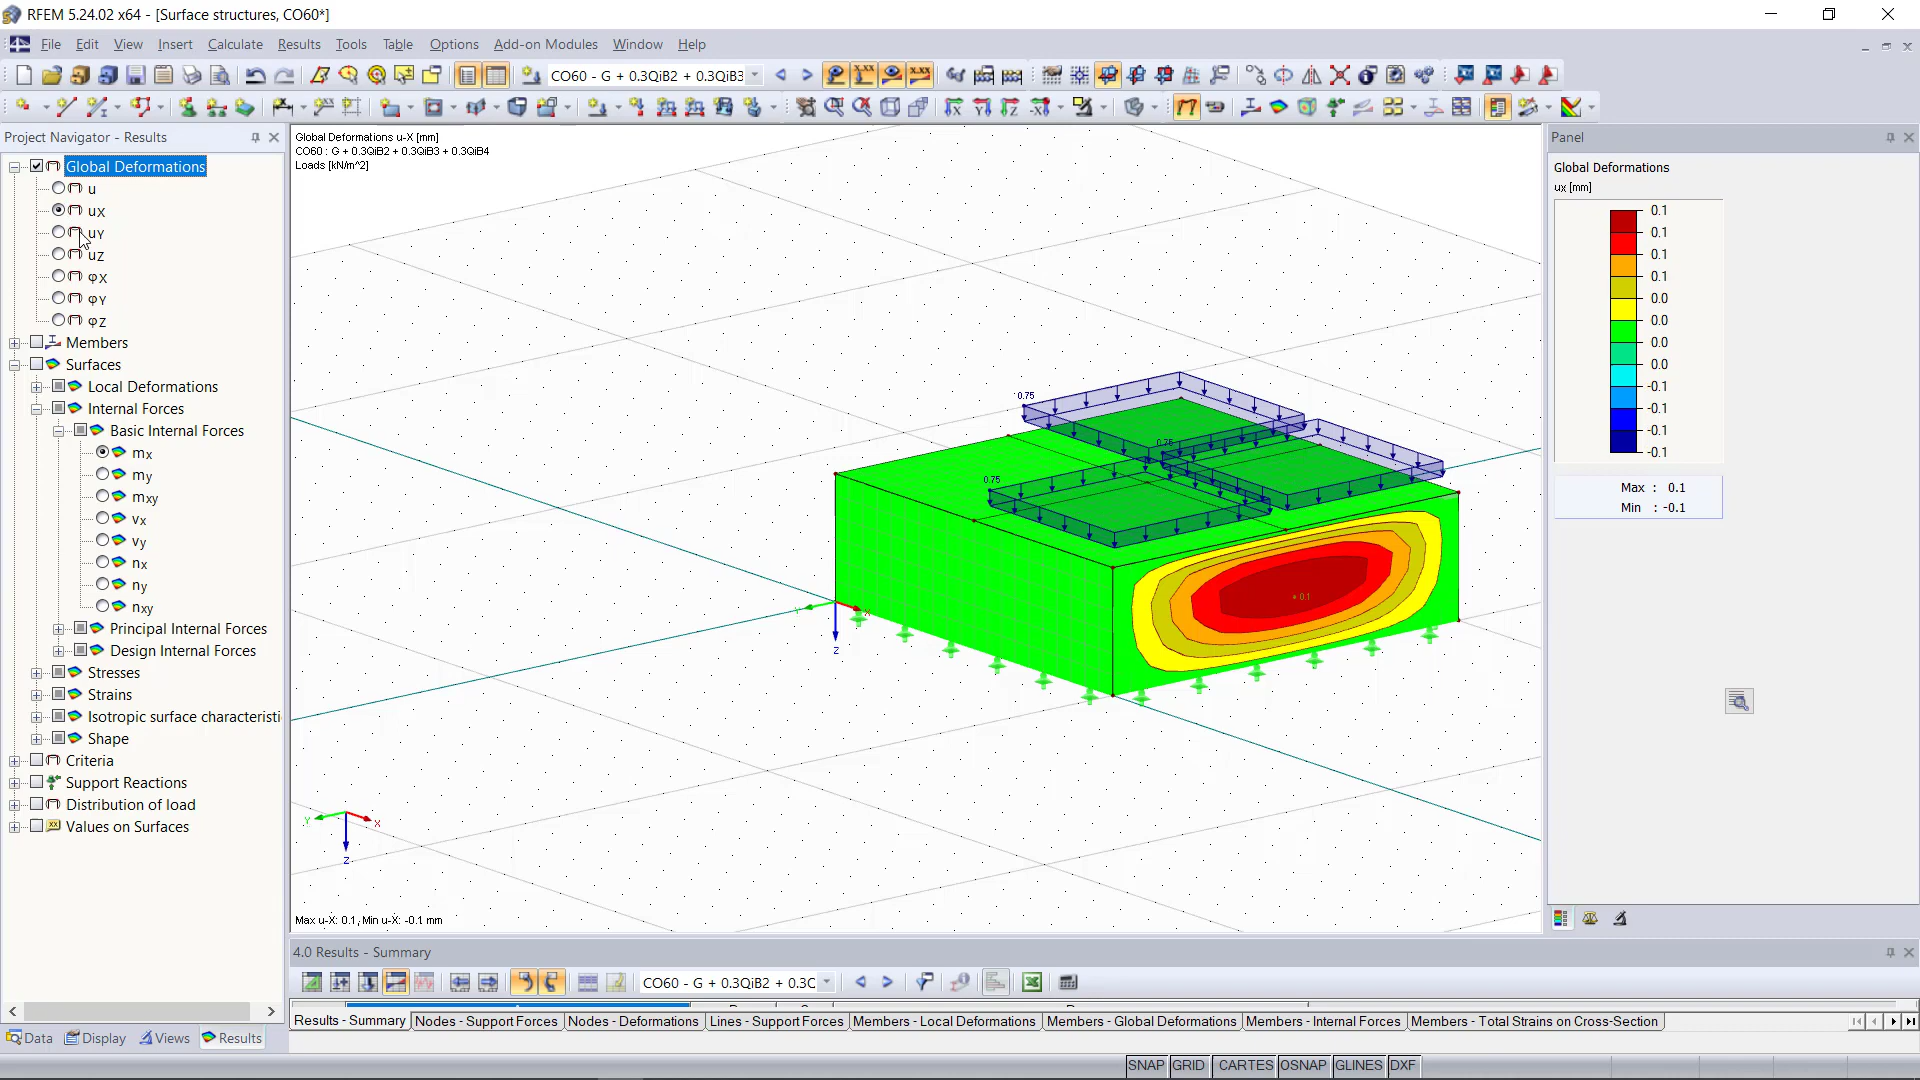 RFEM 5.24.02 x64 - [Surface structures, CO60*]
File Edit View Insert Calculate Results Tools Table Options Add-on Modules Window Help
CO60 - G + 0.3QiB2 + 0.3QiB3
Project Navigator - Results
Global Deformations
u
uX
uY
uZ
φX
φY
φZ
Members
Surfaces
Local Deformations
Internal Forces
Basic Internal Forces
mx
my
mxy
vx
vy
nx
ny
nxy
Principal Internal Forces
Design Internal Forces
Stresses
Strains
Isotropic surface characteristi
Shape
Criteria
Support Reactions
Distribution of load
Values on Surfaces
Data Display Views Results
Global Deformations u-X [mm]
CO60 : G + 0.3QiB2 + 0.3QiB3 + 0.3QiB4
Loads [kN/m^2]
0.75
0.75
0.75
0.1
Y
X
Z
Y
X
Z
Max u-X: 0.1, Min u-X: -0.1 mm
Panel
Global Deformations
ux [mm]
0.1
0.1
0.1
0.1
0.0
0.0
0.0
0.0
-0.1
-0.1
-0.1
-0.1
Max : 0.1
Min : -0.1
4.0 Results - Summary
CO60 - G + 0.3QiB2 + 0.3C
Results - Summary Nodes - Support Forces Nodes - Deformations Lines - Support Forces Members - Local Deformations Members - Global Deformations Members - Internal Forces Members - Total Strains on Cross-Section
SNAP GRID CARTES OSNAP GLINES DXF